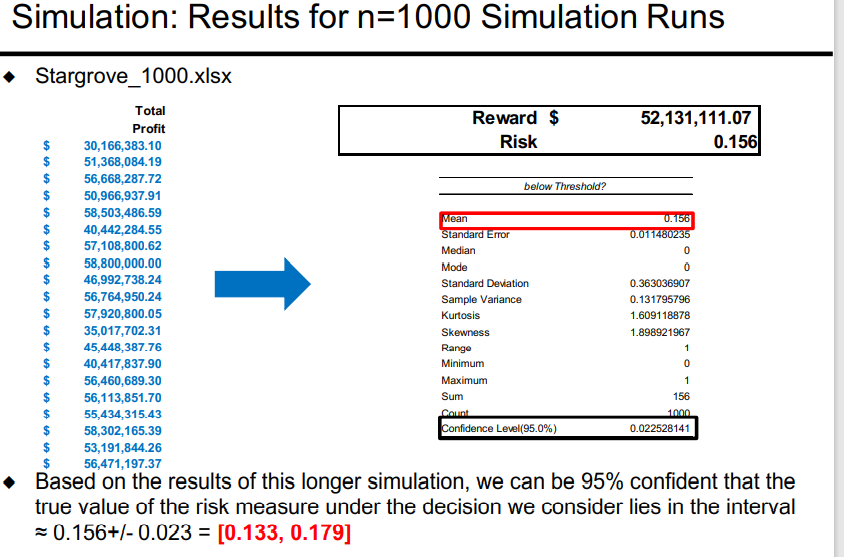 Simulation: Results for n=1000 Simulation Runs
◆ Stargrove_1000.xlsx
Total
Profit
$ 30,166,383.10
$ 51,368,084.19
$ 56,668,287.72
$ 50,966,937.91
$ 58,503,486.59
$ 40,442,284.55
$ 57,108,800.62
$ 58,800,000.00
$ 46,992,738.24
$ 56,764,950.24
$ 57,920,800.05
$ 35,017,702.31
$ 45,448,387.76
$ 40,417,837.90
$ 56,460,689.30
$ 56,113,851.70
$ 55,434,315.43
$ 58,302,165.39
$ 53,191,844.26
$ 56,471,197.37
Reward $ 52,131,111.07
Risk 0.156
below Threshold?
Mean 0.156
Standard Error 0.011480235
Median 0
Mode 0
Standard Deviation 0.363036907
Sample Variance 0.131795796
Kurtosis 1.609118878
Skewness 1.898921967
Range 1
Minimum 0
Maximum 1
Sum 156
Count 1000
Confidence Level(95.0%) 0.022528141
◆ Based on the results of this longer simulation, we can be 95% confident that the
true value of the risk measure under the decision we consider lies in the interval
≈ 0.156+/- 0.023 = [0.133, 0.179]